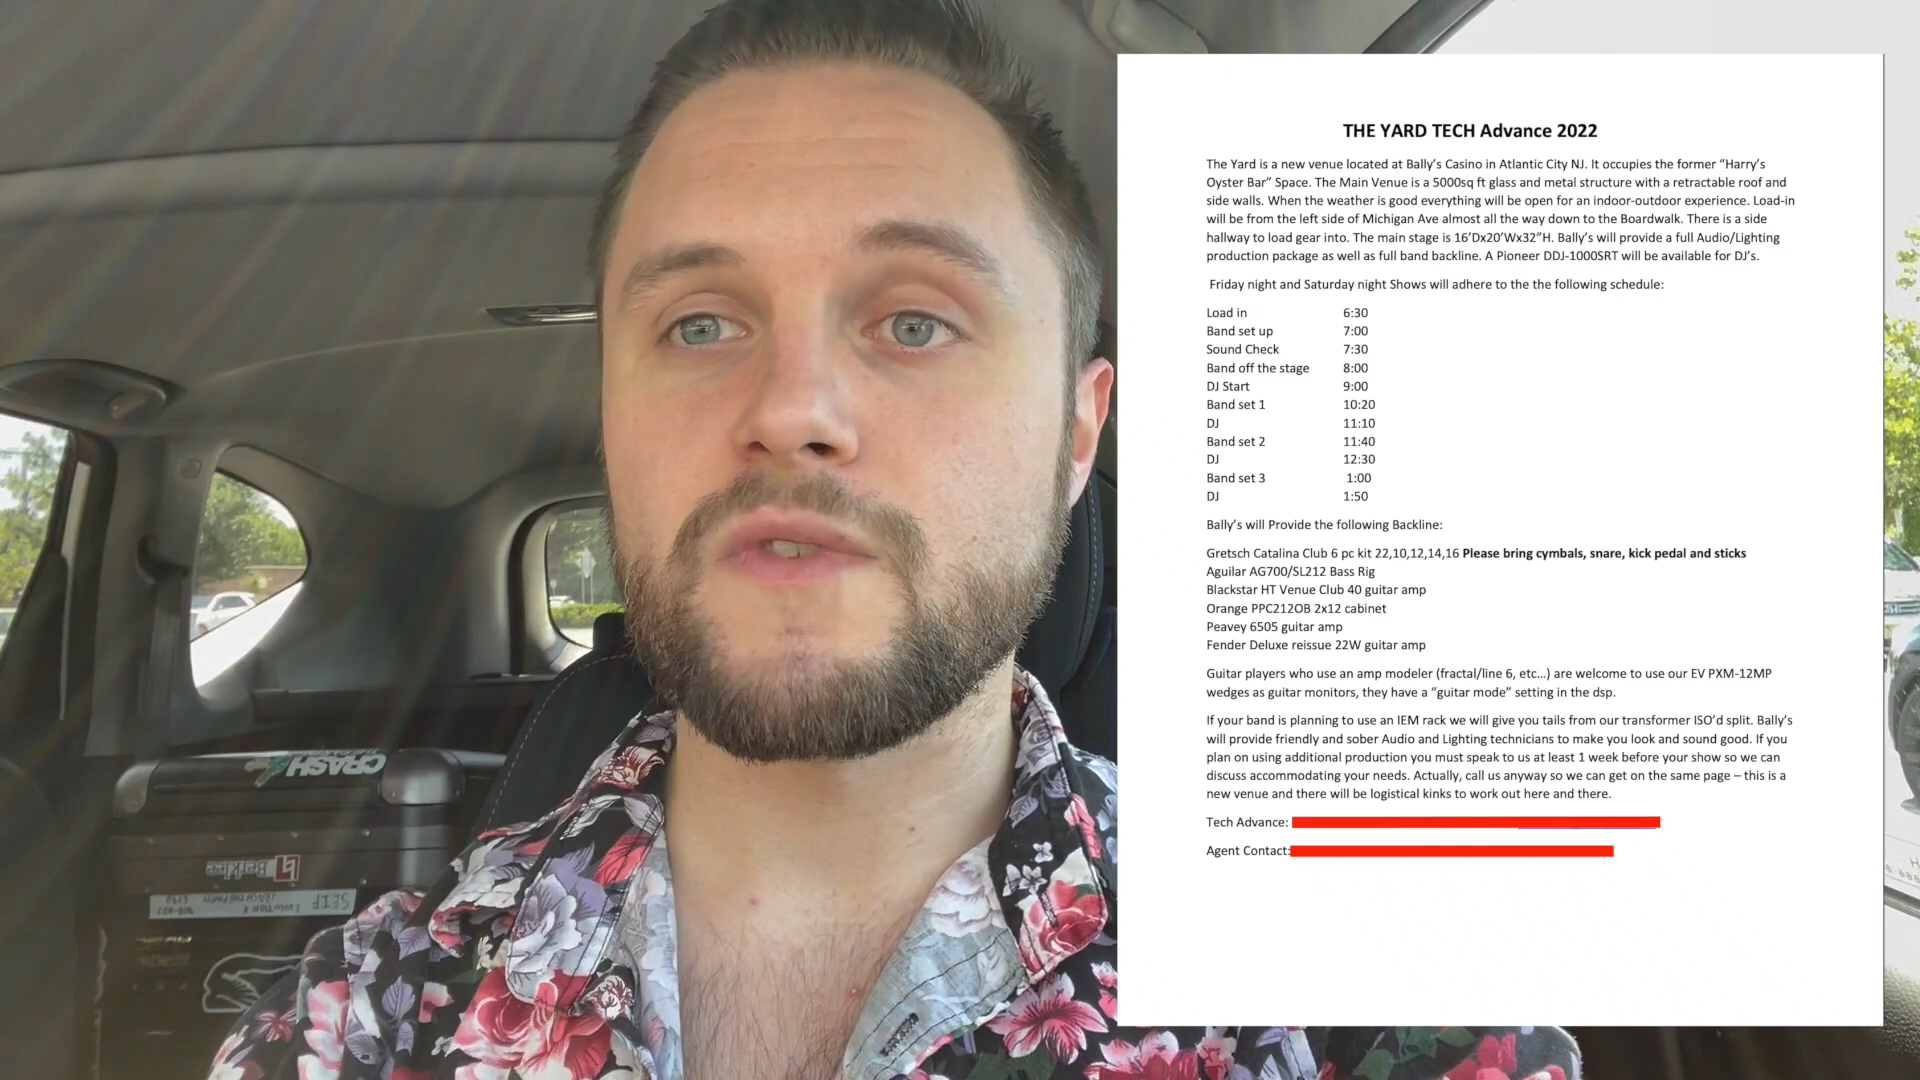 THE YARD TECH Advance 2022
The Yard is a new venue located at Bally's Casino in Atlantic City NJ. It occupies the former “Harry's
Oyster Bar” Space. The Main Venue is a 5000sq ft glass and metal structure with a retractable roof and
side walls. When the weather is good everything will be open for an indoor-outdoor experience. Load-in
will be from the left side of Michigan Ave almost all the way down to the Boardwalk. There is a side
hallway to load gear into. The main stage is 16'Dx20'Wx32”H. Bally's will provide a full Audio/Lighting
production package as well as full band backline. A Pioneer DDJ-1000SRT will be available for DJ's.
Friday night and Saturday night Shows will adhere to the the following schedule:
Load in 6:30
Band set up 7:00
Sound Check 7:30
Band off the stage 8:00
DJ Start 9:00
Band set 1 10:20
DJ 11:10
Band set 2 11:40
DJ 12:30
Band set 3 1:00
DJ 1:50
Bally's will Provide the following Backline:
Gretsch Catalina Club 6 pc kit 22,10,12,14,16 Please bring cymbals, snare, kick pedal and sticks
Aguilar AG700/SL212 Bass Rig
Blackstar HT Venue Club 40 guitar amp
Orange PPC212OB 2x12 cabinet
Peavey 6505 guitar amp
Fender Deluxe reissue 22W guitar amp
Guitar players who use an amp modeler (fractal/line 6, etc…) are welcome to use our EV PXM-12MP
wedges as guitar monitors, they have a “guitar mode” setting in the dsp.
If your band is planning to use an IEM rack we will give you tails from our transformer ISO'd split. Bally's
will provide friendly and sober Audio and Lighting technicians to make you look and sound good. If you
plan on using additional production you must speak to us at least 1 week before your show so we can
discuss accommodating your needs. Actually, call us anyway so we can get on the same page – this is a
new venue and there will be logistical kinks to work out here and there.
Tech Advance:
Agent Contact:
CRASH
Berklee
SEIF